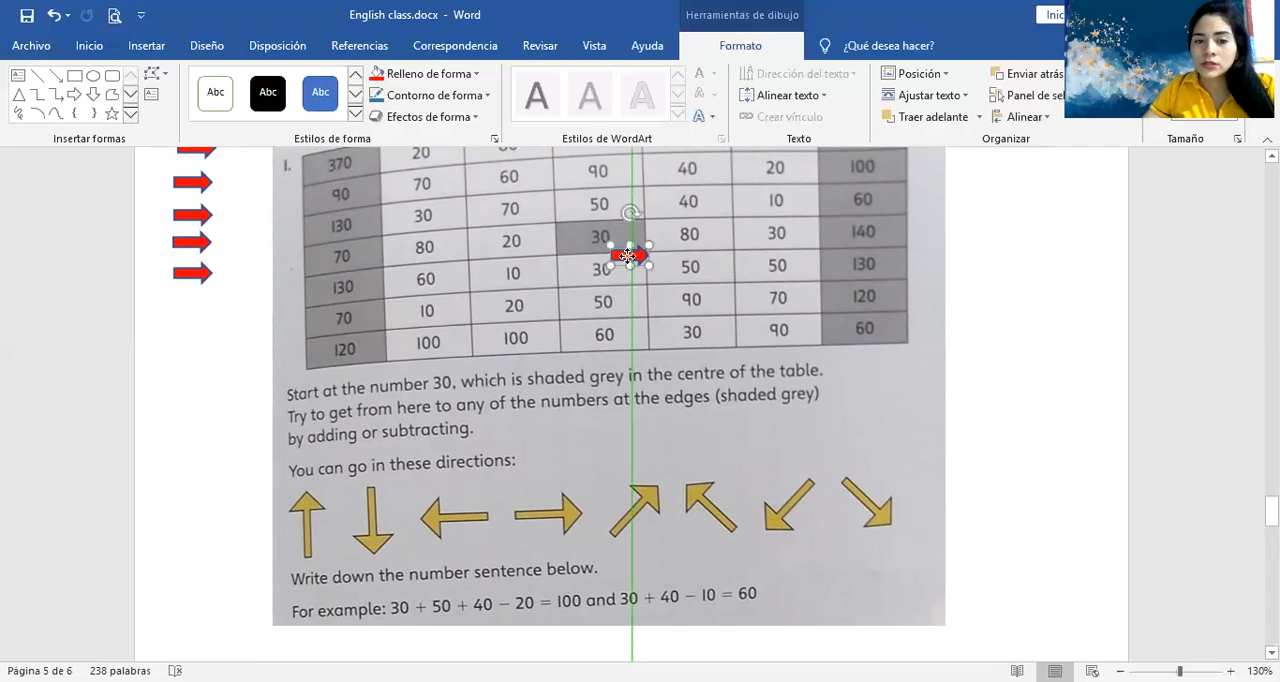 English class.docx - Word
Herramientas de dibujo
Inic
Archivo Inicio Insertar Diseño Disposición Referencias Correspondencia Revisar Vista Ayuda Formato ¿Qué desea hacer?
Abc Abc Abc
Relleno de forma
Contorno de forma
Efectos de forma
A A A
Dirección del texto
Alinear texto
Crear vínculo
Posición
Ajustar texto
Traer adelante
Enviar atrás
Panel de sel
Alinear
Insertar formas Estilos de forma Estilos de WordArt Texto Organizar Tamaño
1.
370 20 90 40 20 100
90 70 60 50 40 10 60
130 30 70 30 80 30 140
70 80 20 30 50 50 130
130 60 10 50 90 70 120
70 10 20 60 30 90 60
120 100 100
Start at the number 30, which is shaded grey in the centre of the table.
Try to get from here to any of the numbers at the edges (shaded grey)
by adding or subtracting.
You can go in these directions:
Write down the number sentence below.
For example: 30 + 50 + 40 − 20 = 100 and 30 + 40 − 10 = 60
Página 5 de 6 238 palabras 130%